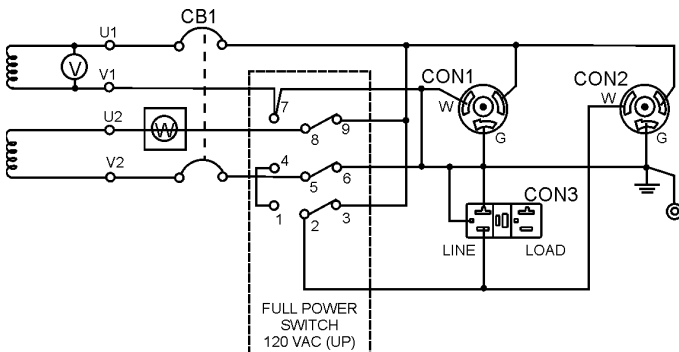 CB1
U1
V
V1
U2
W
V2
7
8
9
4
5
6
1
2
3
FULL POWER
SWITCH
120 VAC (UP)
CON1
W
G
CON2
W
G
CON3
LINE
LOAD